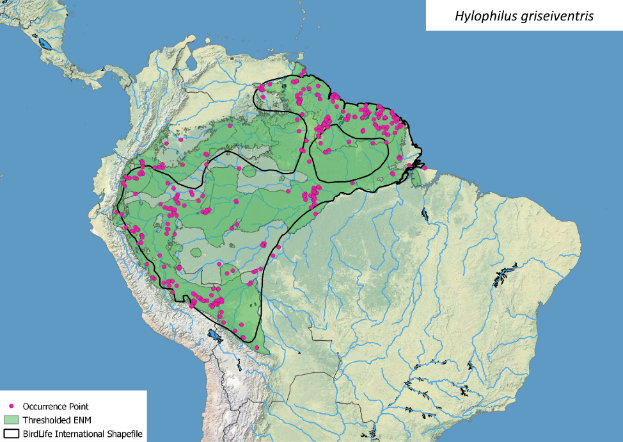 Hylophilus griseiventris
Occurrence Point
Thresholded ENM
BirdLife International Shapefile